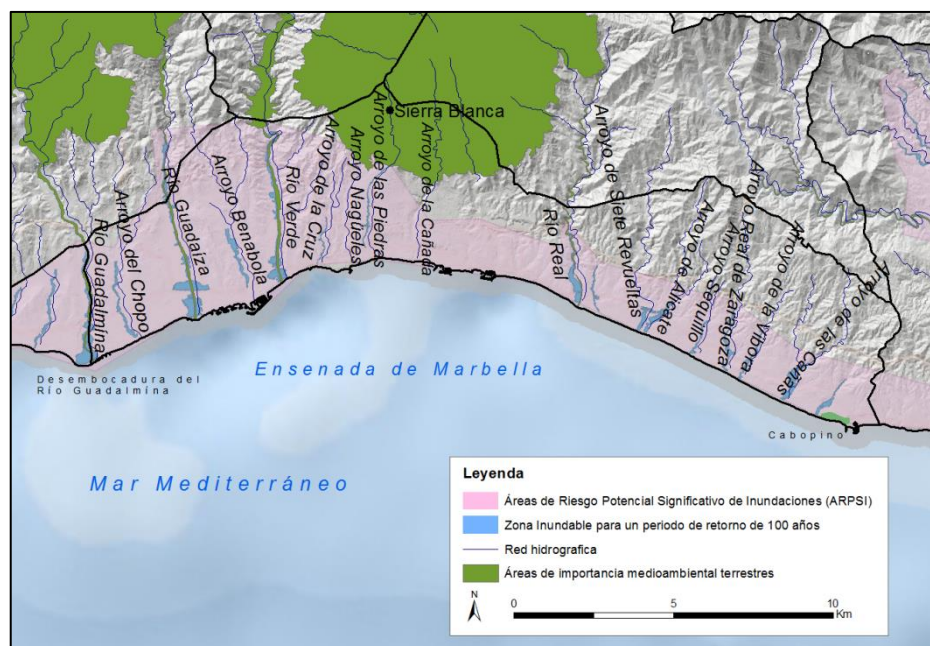 Sierra Blanca
Río Guadalmina
Arroyo del Chopo
Río Guadaiza
Arroyo Benabola
Río Verde
Arroyo de la Cruz
Arroyo Nagüeles
Arroyo de las Piedras
Arroyo de la Cañada
Río Real
Arroyo de Siete Revueltas
Arroyo de Alicate
Arroyo Sequillo
Arroyo Real de Zaragoza
Arroyo de la Víbora
Arroyo de las Cañas
Desembocadura del
Río Guadalmina
Ensenada de Marbella
Cabopino
Mar Mediterráneo
Leyenda
Áreas de Riesgo Potencial Significativo de Inundaciones (ARPSI)
Zona Inundable para un periodo de retorno de 100 años
Red hidrografica
Áreas de importancia medioambiental terrestres
N
0 5 10
Km